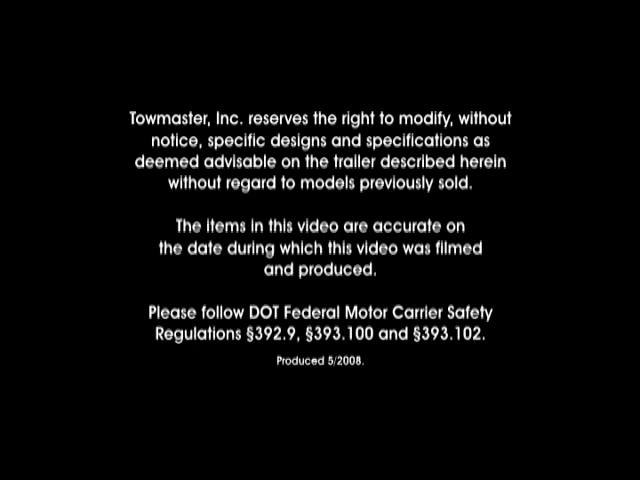 Towmaster, Inc. reserves the right to modify, without
notice, specific designs and specifications as
deemed advisable on the trailer described herein
without regard to models previously sold.
The items in this video are accurate on
the date during which this video was filmed
and produced.
Please follow DOT Federal Motor Carrier Safety
Regulations §392.9, §393.100 and §393.102.
Produced 5/2008.